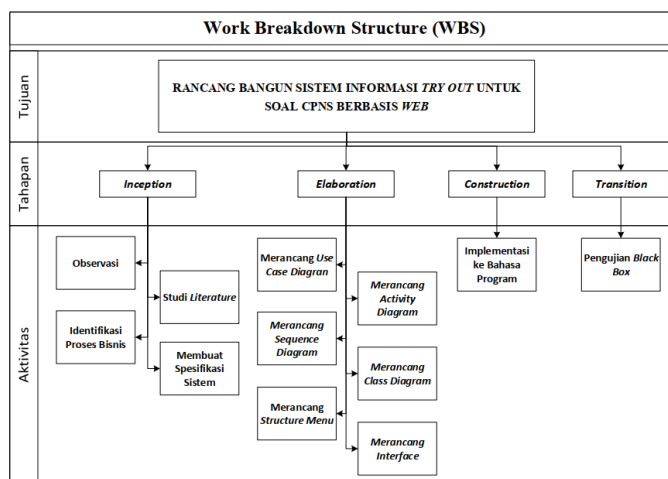 Work Breakdown Structure (WBS)
Tujuan
RANCANG BANGUN SISTEM INFORMASI TRY OUT UNTUK
SOAL CPNS BERBASIS WEB
Tahapan
Inception
Elaboration
Construction
Transition
Aktivitas
Observasi
Studi Literature
Identifikasi
Proses Bisnis
Membuat
Spesifikasi
Sistem
Merancang Use
Case Diagran
Merancang
Activity
Diagram
Merancang
Sequence
Diagram
Merancang
Class Diagram
Merancang
Structure Menu
Merancang
Interface
Implementasi
ke Bahasa
Program
Pengujian Black
Box